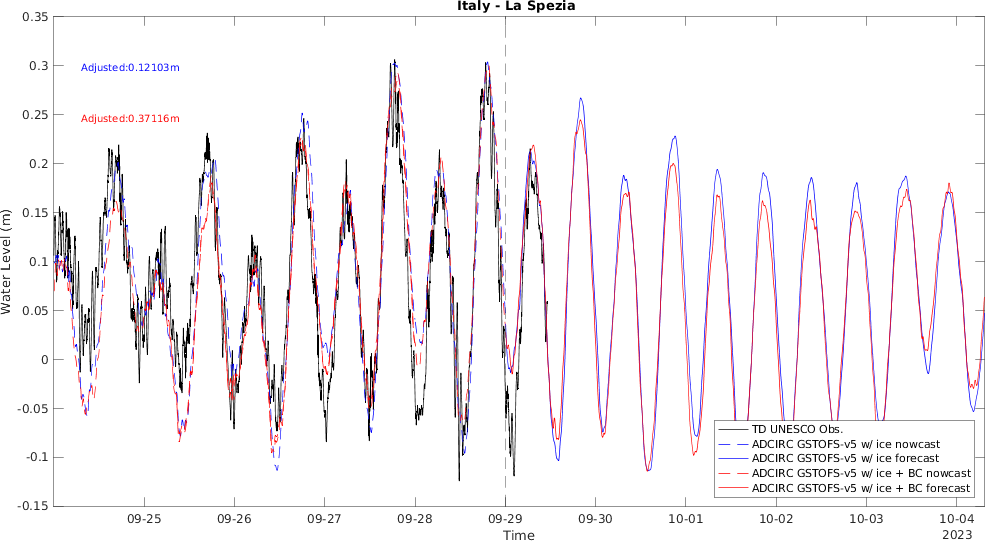 Italy - La Spezia
0.35
0.3
0.25
0.2
0.15
0.1
0.05
0
-0.05
-0.1
-0.15
Water Level (m)
Adjusted:0.12103m
Adjusted:0.37116m
TD UNESCO Obs.
ADCIRC GSTOFS-v5 w/ ice nowcast
ADCIRC GSTOFS-v5 w/ ice forecast
ADCIRC GSTOFS-v5 w/ ice + BC nowcast
ADCIRC GSTOFS-v5 w/ ice + BC forecast
09-25 09-26 09-27 09-28 09-29 09-30 10-01 10-02 10-03 10-04
Time
2023